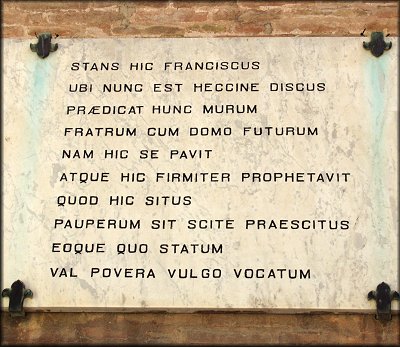 STANS HIC FRANCISCUS
UBI NUNC EST HECCINE DISCUS
PRÆDICAT HUNC MURUM
FRATRUM CUM DOMO FUTURUM
NAM HIC SE PAVIT
ATQUE HIC FIRMITER PROPHETAVIT
QUOD HIC SITUS
PAUPERUM SIT SCITE PRAESCITUS
EOQUE QUO STATUM
VAL POVERA VULGO VOCATUM